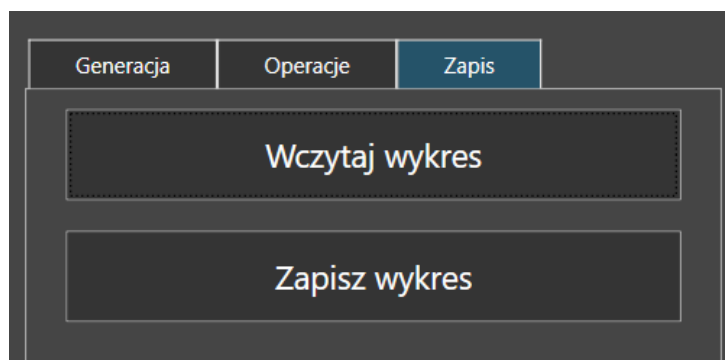 Generacja Operacje Zapis
Wczytaj wykres
Zapisz wykres